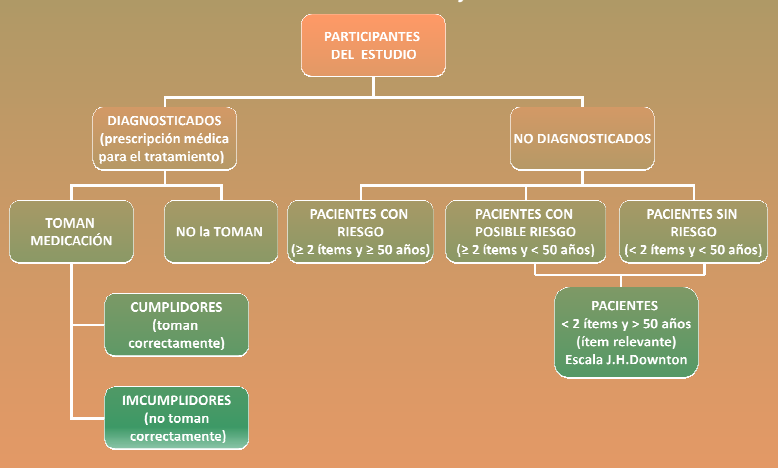 PARTICIPANTES
DEL ESTUDIO
DIAGNOSTICADOS
(prescripción médica
para el tratamiento)
NO DIAGNOSTICADOS
TOMAN
MEDICACIÓN
NO la TOMAN
PACIENTES CON
RIESGO
(≥ 2 ítems y ≥ 50 años)
PACIENTES CON
POSIBLE RIESGO
(≥ 2 ítems y < 50 años)
PACIENTES SIN
RIESGO
(< 2 ítems y < 50 años)
CUMPLIDORES
(toman
correctamente)
PACIENTES
< 2 ítems y > 50 años
(ítem relevante)
Escala J.H.Downton
IMCUMPLIDORES
(no toman
correctamente)